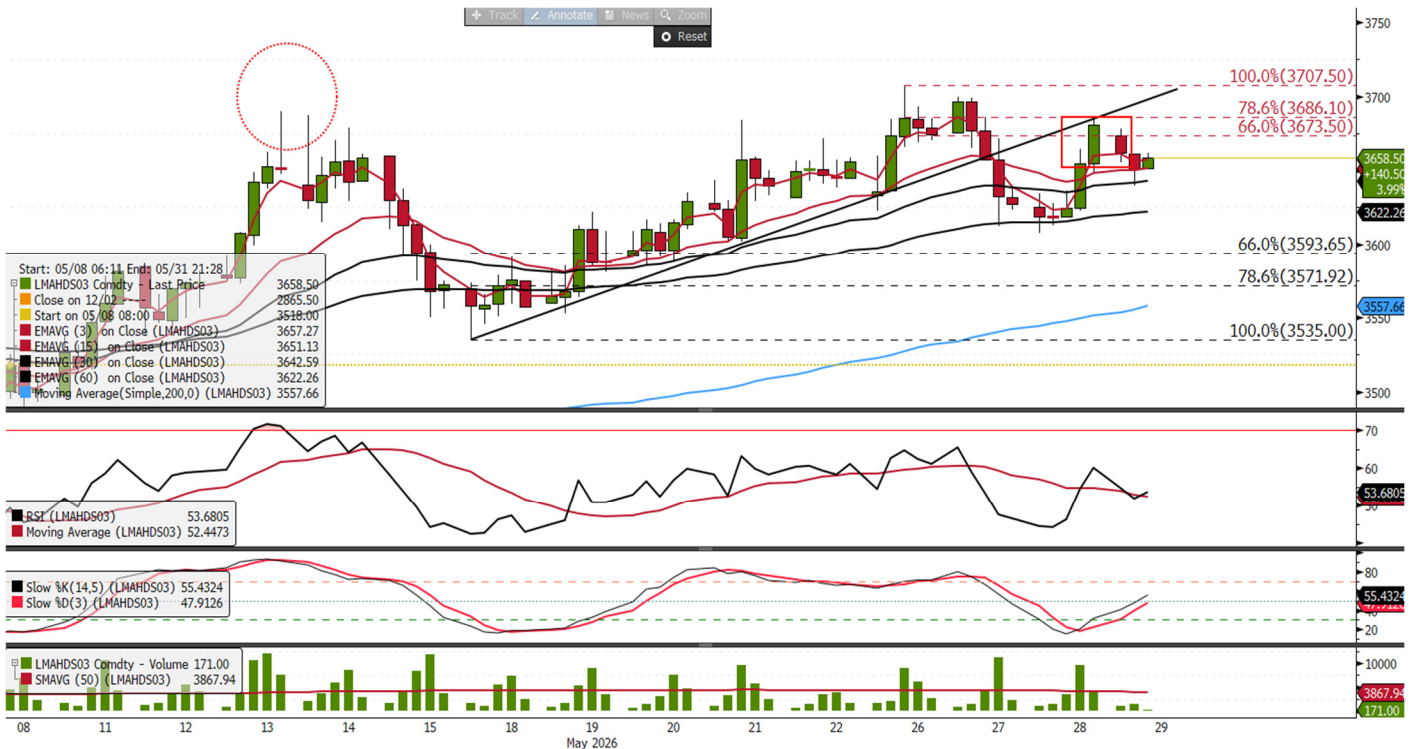 Track Annotate News Zoom
Reset
3750
100.0%(3707.50)
3700
78.6%(3686.10)
66.0%(3673.50)
3658.50
+140.50
3.99%
3622.26
3600
66.0%(3593.65)
78.6%(3571.92)
3557.66
3550
100.0%(3535.00)
3500
Start: 05/08 06:11 End: 05/31 21:28
LMAHDS03 Comdty - Last Price 3658.50
Close on 12/02 2865.50
Start on 05/08 08:00 3518.00
EMAVG (3) on Close (LMAHDS03) 3657.27
EMAVG (15) on Close (LMAHDS03) 3651.13
EMAVG (30) on Close (LMAHDS03) 3642.59
EMAVG (60) on Close (LMAHDS03) 3622.26
Moving Average(Simple,200,0) (LMAHDS03) 3557.66
70
60
53.6805
50
RSI (LMAHDS03) 53.6805
Moving Average (LMAHDS03) 52.4473
80
55.4324
47.9126
40
20
Slow %K(14,5) (LMAHDS03) 55.4324
Slow %D(3) (LMAHDS03) 47.9126
LMAHDS03 Comdty - Volume 171.00
SMAVG (50) (LMAHDS03) 3867.94
10000
3867.94
171.00
08 11 12 13 14 15 18 19 20 21 22 25 26 27 28 29
May 2026